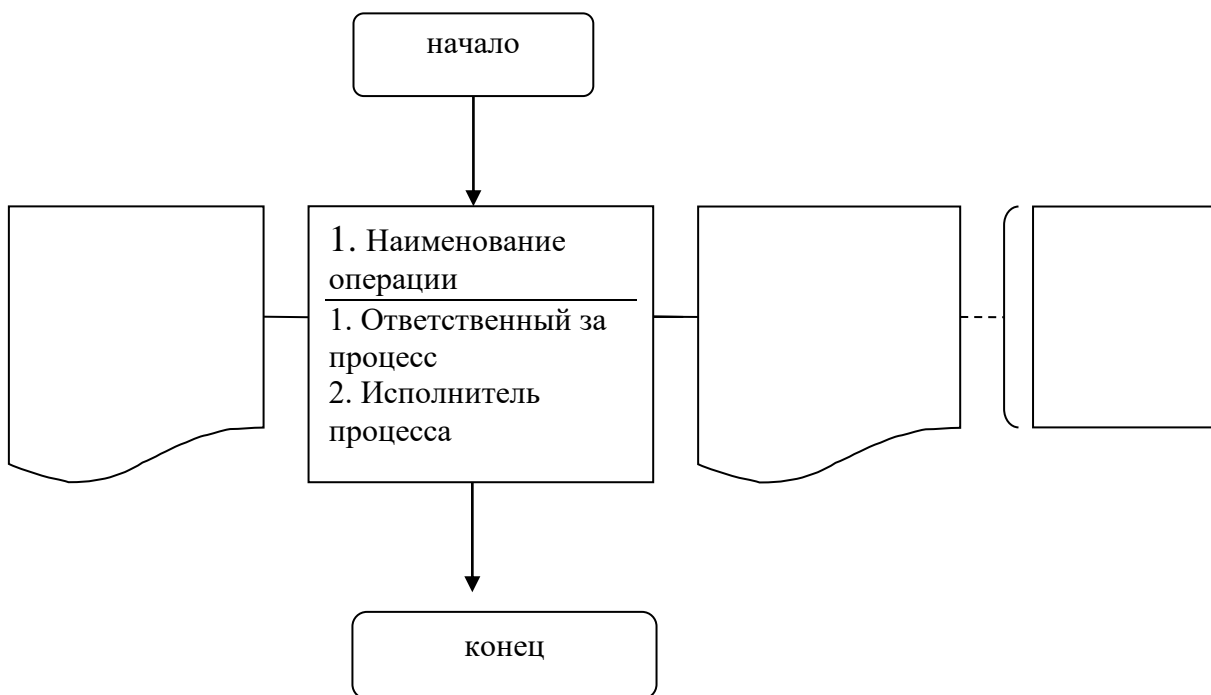 начало
1. Наименование
операции
1. Ответственный за
процесс
2. Исполнитель
процесса
конец